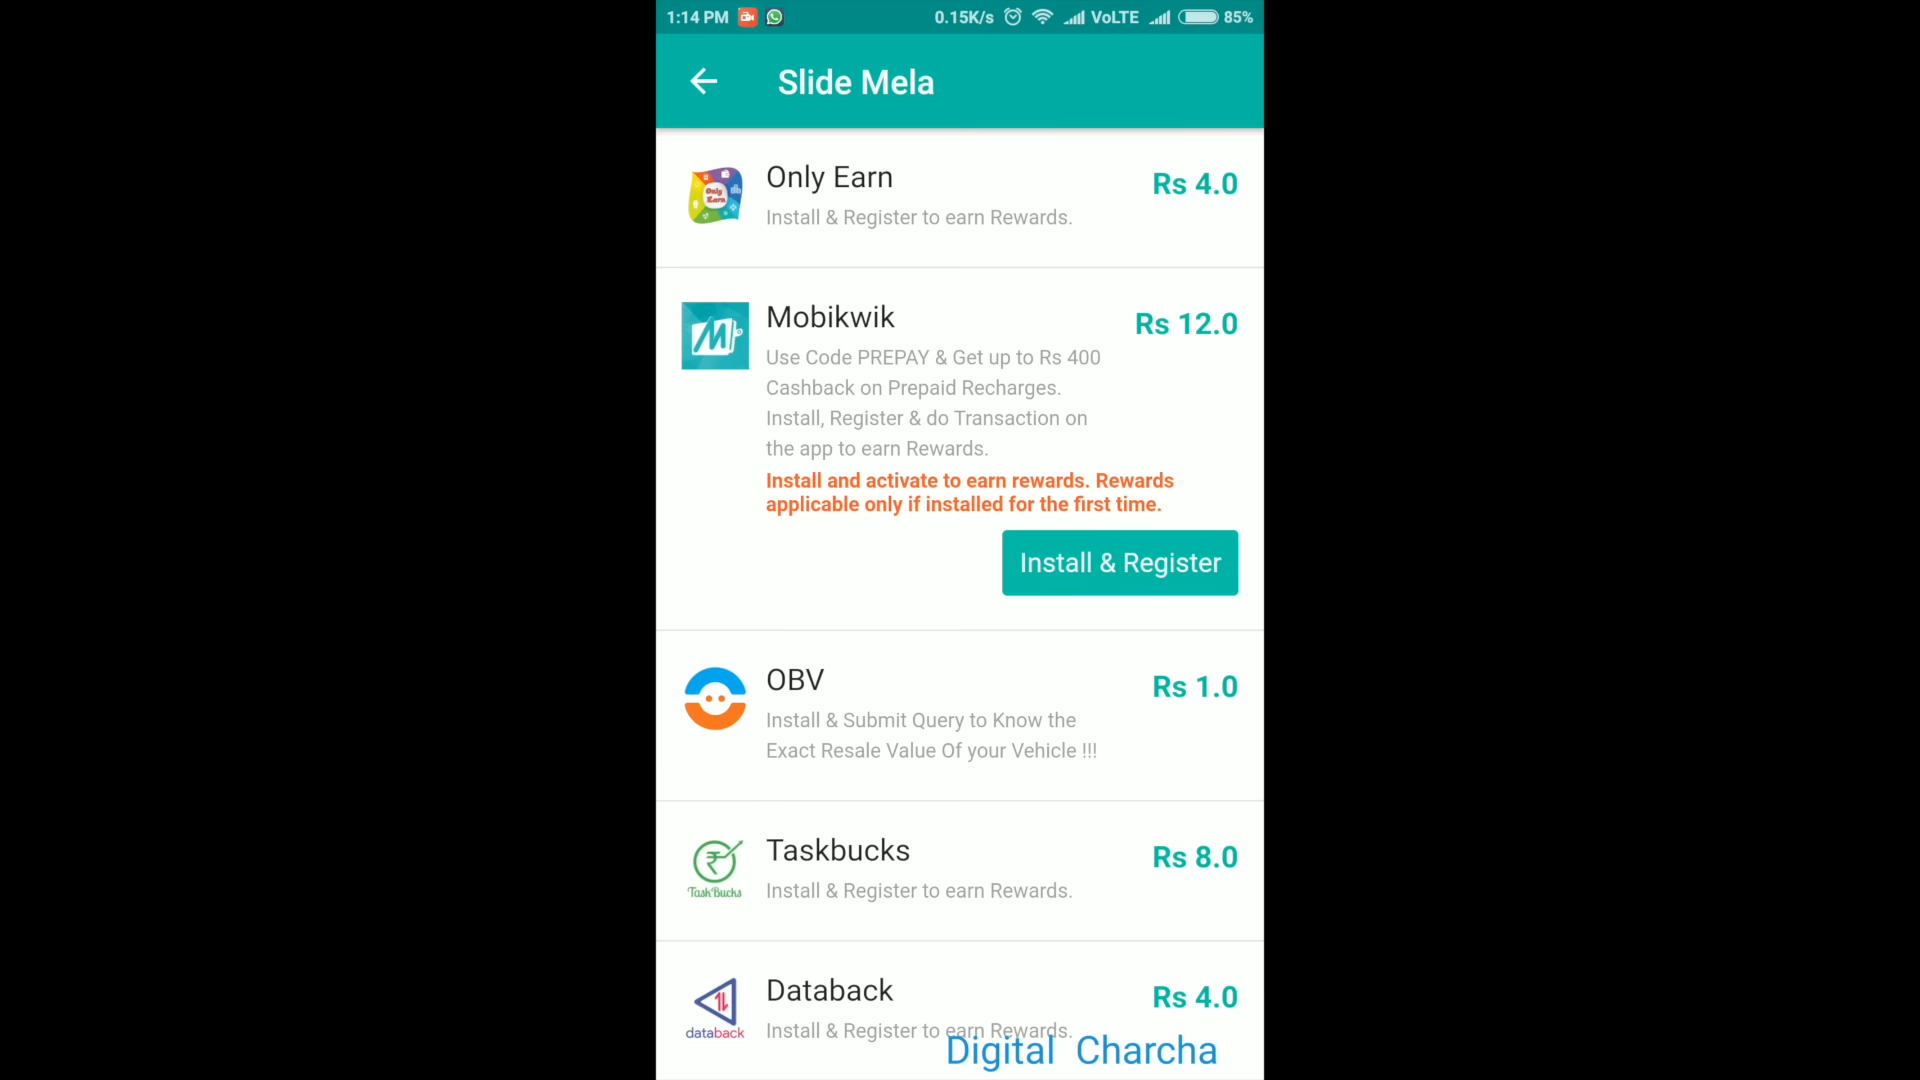 1:14 PM 0.15K/s VoLTE 85%
Slide Mela
Only Earn
Rs 4.0
Only
Earn
Install & Register to earn Rewards.
Mobikwik
Rs 12.0
M
Use Code PREPAY & Get up to Rs 400
Cashback on Prepaid Recharges.
Install, Register & do Transaction on
the app to earn Rewards.
Install and activate to earn rewards. Rewards
applicable only if installed for the first time.
Install & Register
OBV
Rs 1.0
Install & Submit Query to Know the
Exact Resale Value Of your Vehicle !!!
Taskbucks
Rs 8.0
₹
TaskBucks
Install & Register to earn Rewards.
Databack
Rs 4.0
databack
Install & Register to earn Rewards.
Digital Charcha